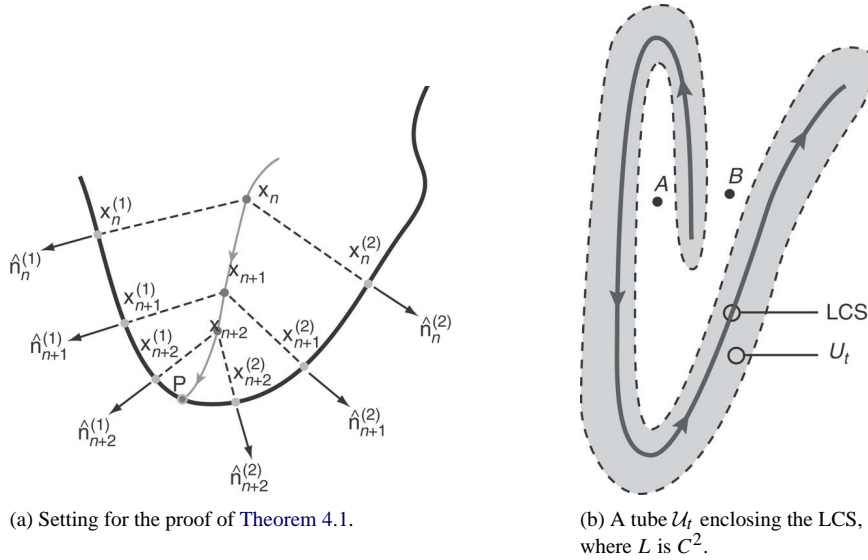 x_n
x_n^(1)
n̂_n^(1)
x_n^(2)
n̂_n^(2)
x_{n+1}
x_{n+1}^(1)
n̂_{n+1}^(1)
x_{n+2}
x_{n+2}^(1)
x_{n+1}^(2)
x_{n+2}^(2)
P
n̂_{n+2}^(1)
n̂_{n+1}^(2)
n̂_{n+2}^(2)
(a) Setting for the proof of Theorem 4.1.
A
B
LCS
U_t
(b) A tube U_t enclosing the LCS,
where L is C^2.